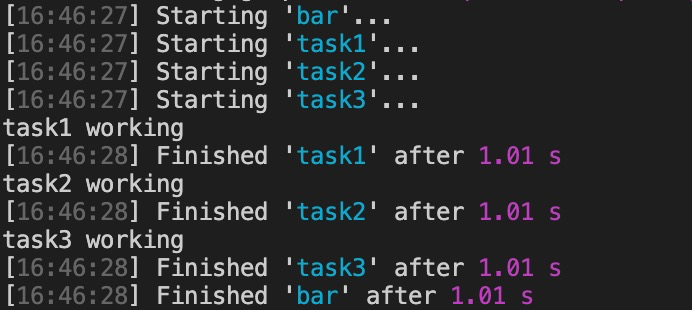 [16:46:27] Starting 'bar'...
[16:46:27] Starting 'task1'...
[16:46:27] Starting 'task2'...
[16:46:27] Starting 'task3'...
task1 working
[16:46:28] Finished 'task1' after 1.01 s
task2 working
[16:46:28] Finished 'task2' after 1.01 s
task3 working
[16:46:28] Finished 'task3' after 1.01 s
[16:46:28] Finished 'bar' after 1.01 s